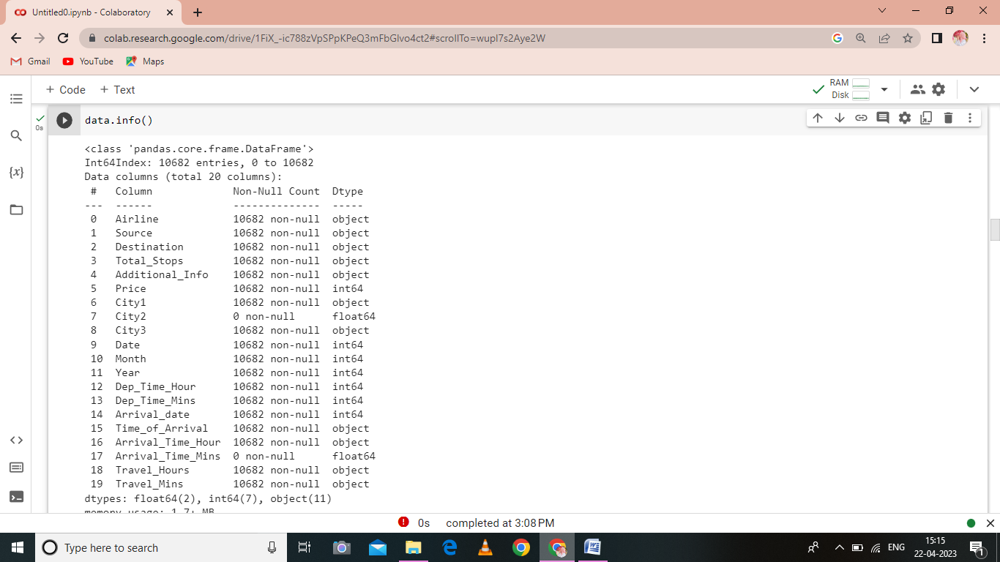 Untitled0.ipynb - Colaboratory
colab.research.google.com/drive/1FiX_-ic788zVpSPpKPeQ3mFbGIvo4ct2#scrollTo=wupI7s2Aye2W
Gmail YouTube Maps
+ Code + Text RAM
Disk
data.info()
0s
<class 'pandas.core.frame.DataFrame'>
Int64Index: 10682 entries, 0 to 10682
Data columns (total 20 columns):
# Column Non-Null Count Dtype
--- ------ -------------- -----
0 Airline 10682 non-null object
1 Source 10682 non-null object
2 Destination 10682 non-null object
3 Total_Stops 10682 non-null object
4 Additional_Info 10682 non-null object
5 Price 10682 non-null int64
6 City1 10682 non-null object
7 City2 0 non-null float64
8 City3 10682 non-null object
9 Date 10682 non-null int64
10 Month 10682 non-null int64
11 Year 10682 non-null int64
12 Dep_Time_Hour 10682 non-null int64
13 Dep_Time_Mins 10682 non-null int64
14 Arrival_date 10682 non-null int64
15 Time_of_Arrival 10682 non-null object
16 Arrival_Time_Hour 10682 non-null object
17 Arrival_Time_Mins 0 non-null float64
18 Travel_Hours 10682 non-null object
19 Travel_Mins 10682 non-null object
dtypes: float64(2), int64(7), object(11)
memory usage: 1.7+ MB
0s completed at 3:08 PM
Type here to search
ENG
15:15
22-04-2023
1